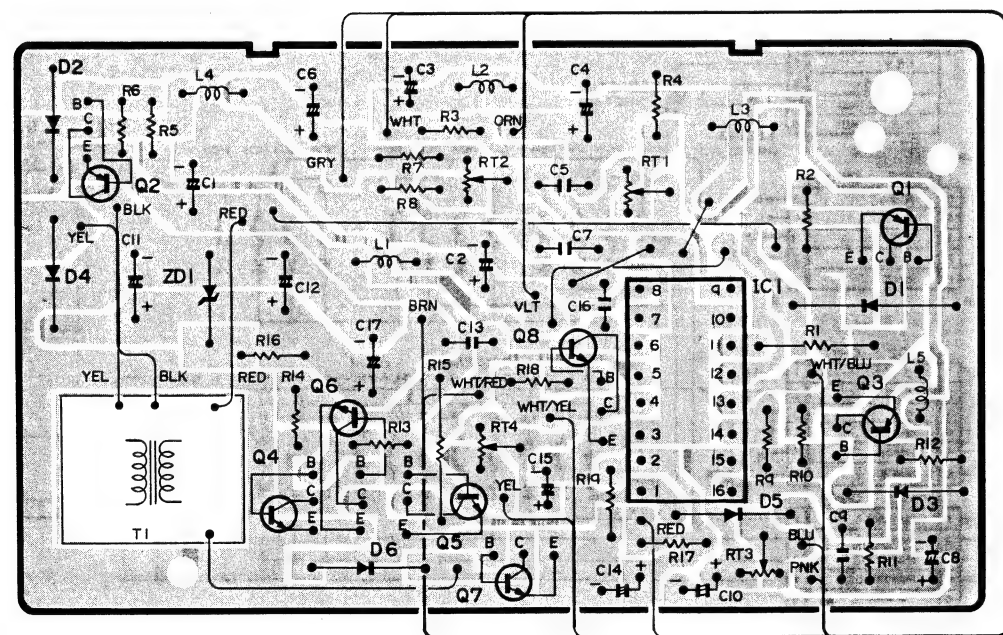 D2
L4
C6
C3
L2
C4
R4
B
R6
C
R5
WHT
R3
ORN
L3
E
GRY
R7
RT2
RT1
Q2
C1
R8
C5
R2
Q1
BLK
RED
YEL
C11
L1
C2
C7
E C B
D4
ZD1
C12
BRN
VLT
C16
8 9 IC1
D1
7 10
C17
C13
Q8
6 11
R1
R16
WHT/BLU
YEL BLK RED
R14
Q6
R15
WHT/RED
R18
B
5 12
E
Q3
L5
WHT/YEL
C
4 13
C
R13
RT4
E
3 14
B
R12
Q4
B B
YEL
C15
R19
2 15
R9
R10
C C
1 16
D5
D3
T1
E E
E
Q5
B C E
RED
R17
RT3
BLU
C9
R11
C8
D6
Q7
C14
C10
PNK